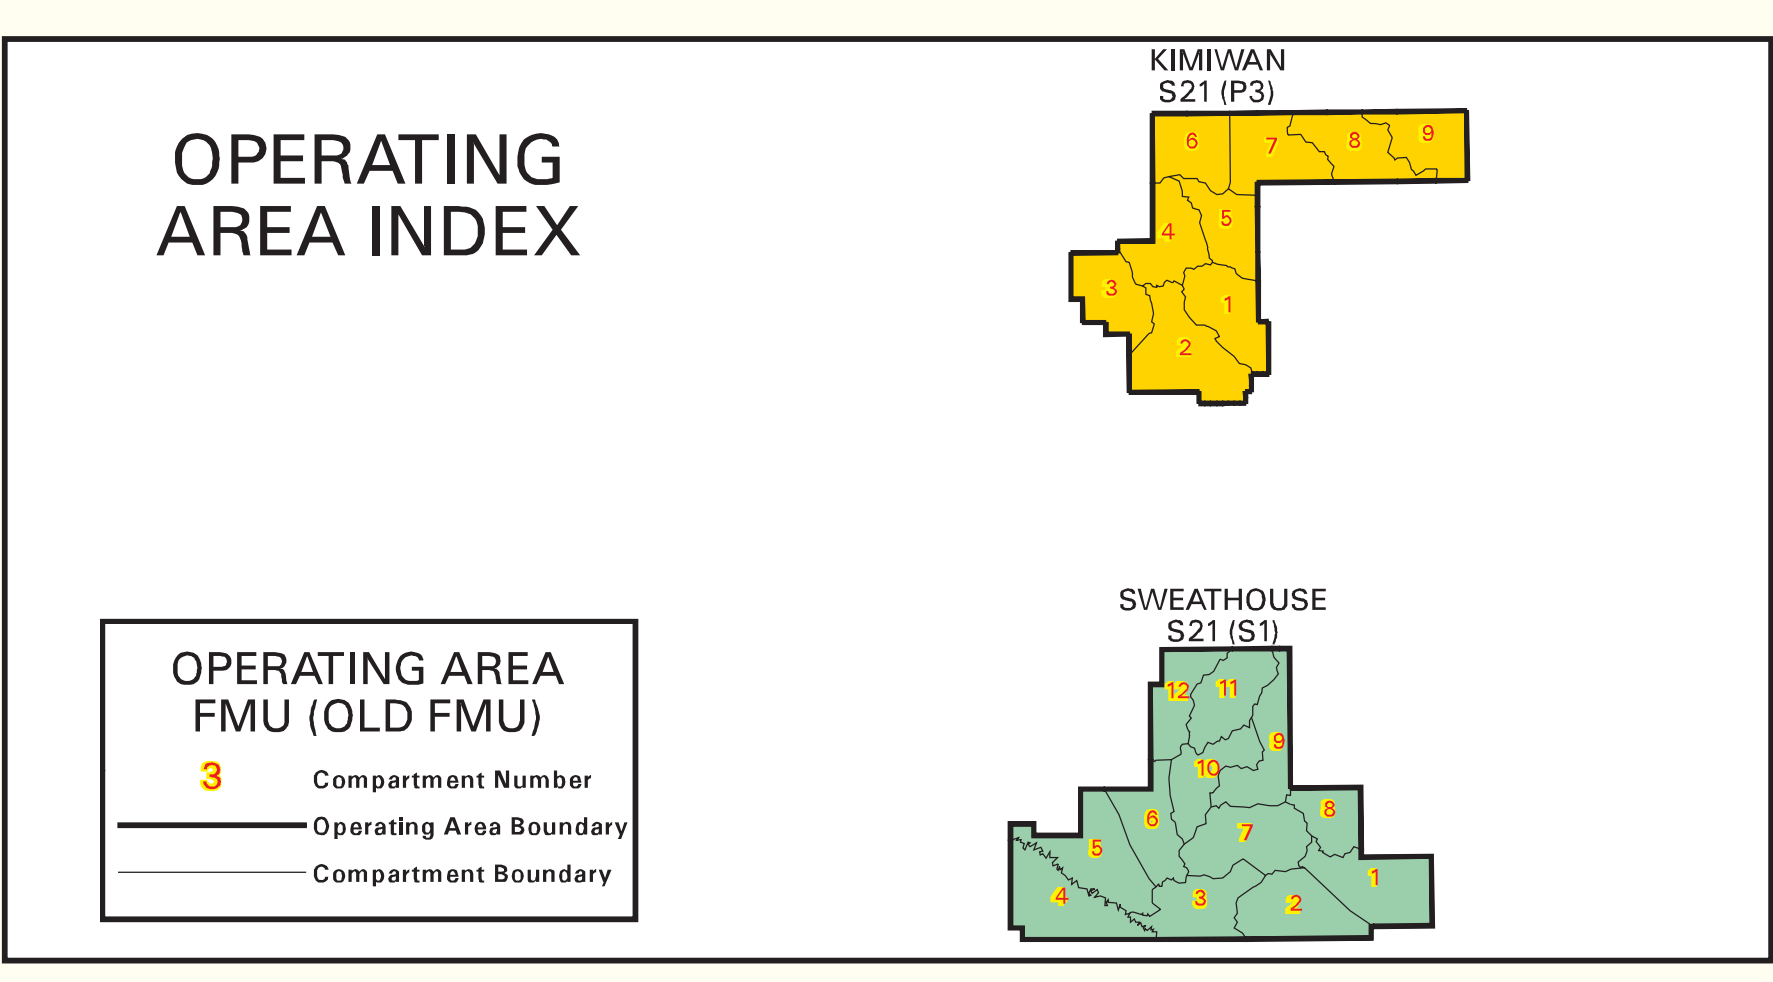 OPERATING
AREA INDEX
KIMIWAN
S21 (P3)
6
7
8
9
5
4
3
1
2
SWEATHOUSE
S21 (S1)
12
11
9
10
8
6
7
5
1
4
3
2
OPERATING AREA
FMU (OLD FMU)
3 Compartment Number
Operating Area Boundary
Compartment Boundary